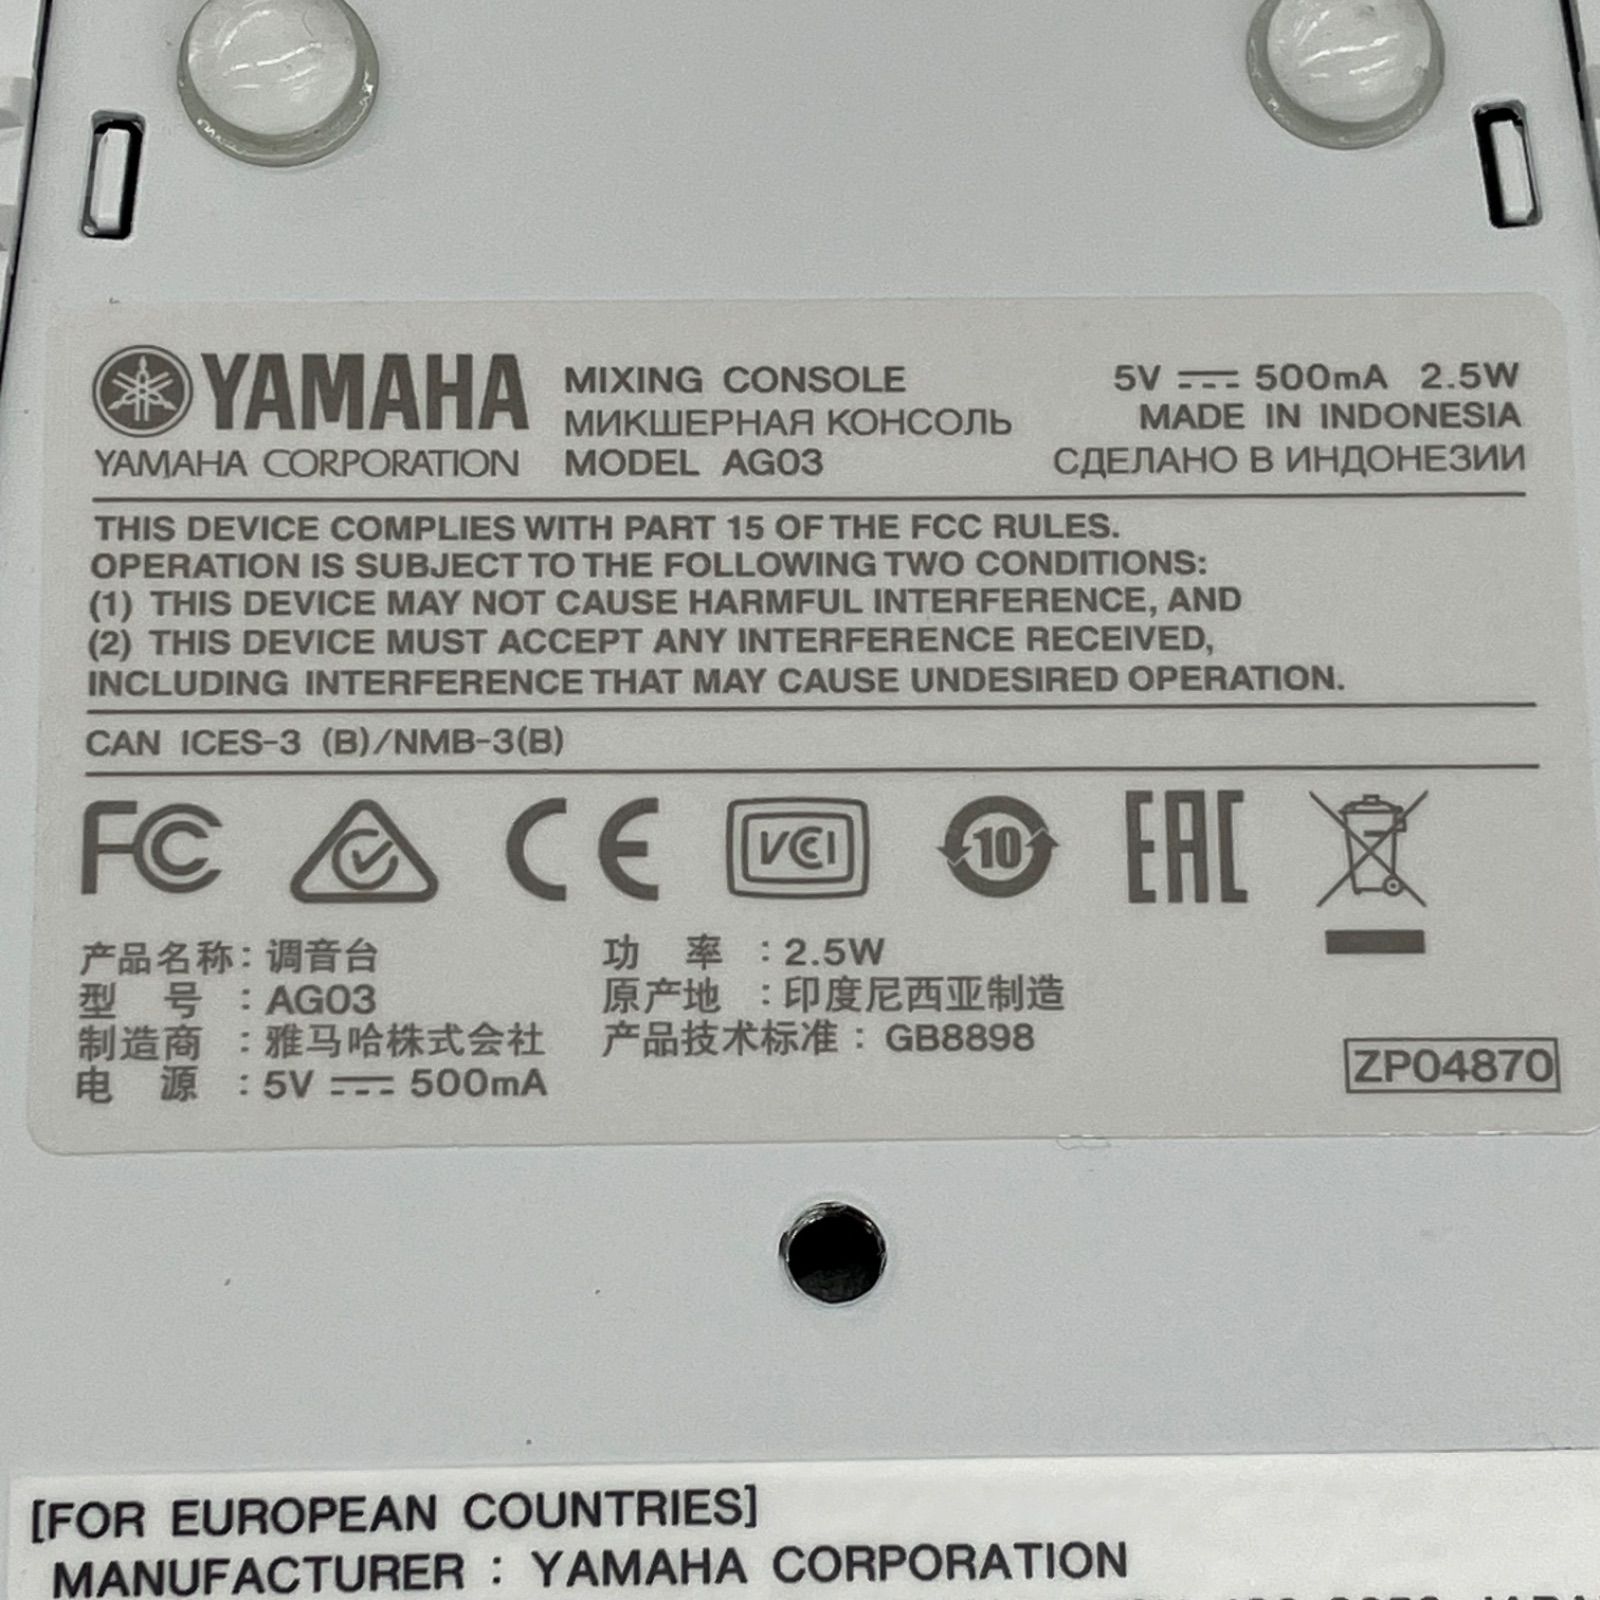 YAMAHA
YAMAHA CORPORATION
MIXING CONSOLE
МИКШЕРНАЯ КОНСОЛЬ
MODEL AG03
5V ⎓ 500mA 2.5W
MADE IN INDONESIA
СДЕЛАНО В ИНДОНЕЗИИ
THIS DEVICE COMPLIES WITH PART 15 OF THE FCC RULES.
OPERATION IS SUBJECT TO THE FOLLOWING TWO CONDITIONS:
(1) THIS DEVICE MAY NOT CAUSE HARMFUL INTERFERENCE, AND
(2) THIS DEVICE MUST ACCEPT ANY INTERFERENCE RECEIVED,
INCLUDING INTERFERENCE THAT MAY CAUSE UNDESIRED OPERATION.
CAN ICES-3 (B)/NMB-3(B)
FC CE VCCI 10 EAC
产品名称：调音台
型 号：AG03
制造商：雅马哈株式会社
电 源：5V ⎓ 500mA
功 率：2.5W
原产地：印度尼西亚制造
产品技术标准：GB8898
ZP04870
[FOR EUROPEAN COUNTRIES]
MANUFACTURER : YAMAHA CORPORATION